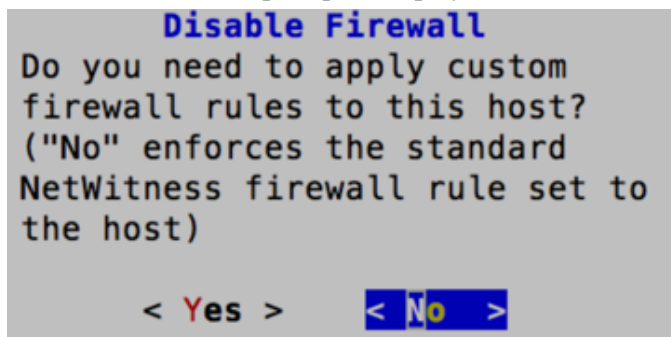 Disable Firewall
Do you need to apply custom
firewall rules to this host?
("No" enforces the standard
NetWitness firewall rule set to
the host)
< Yes > < No >